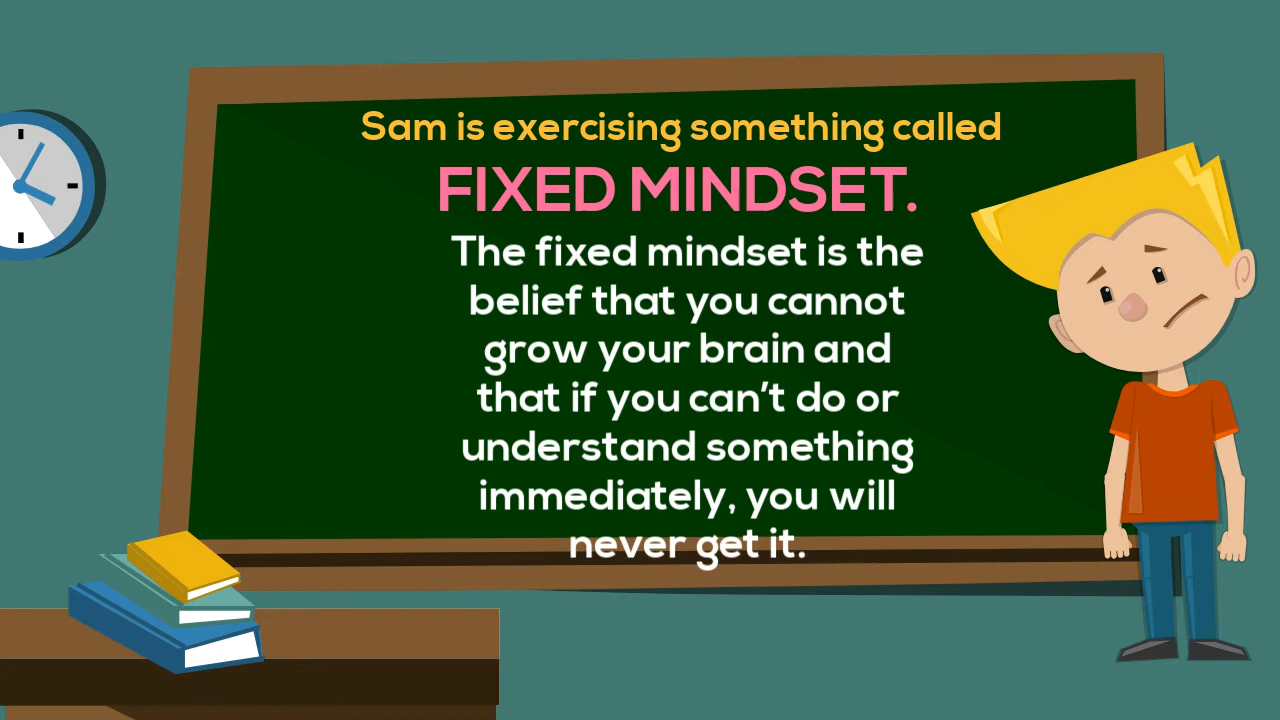 Sam is exercising something called
FIXED MINDSET.
The fixed mindset is the
belief that you cannot
grow your brain and
that if you can’t do or
understand something
immediately, you will
never get it.